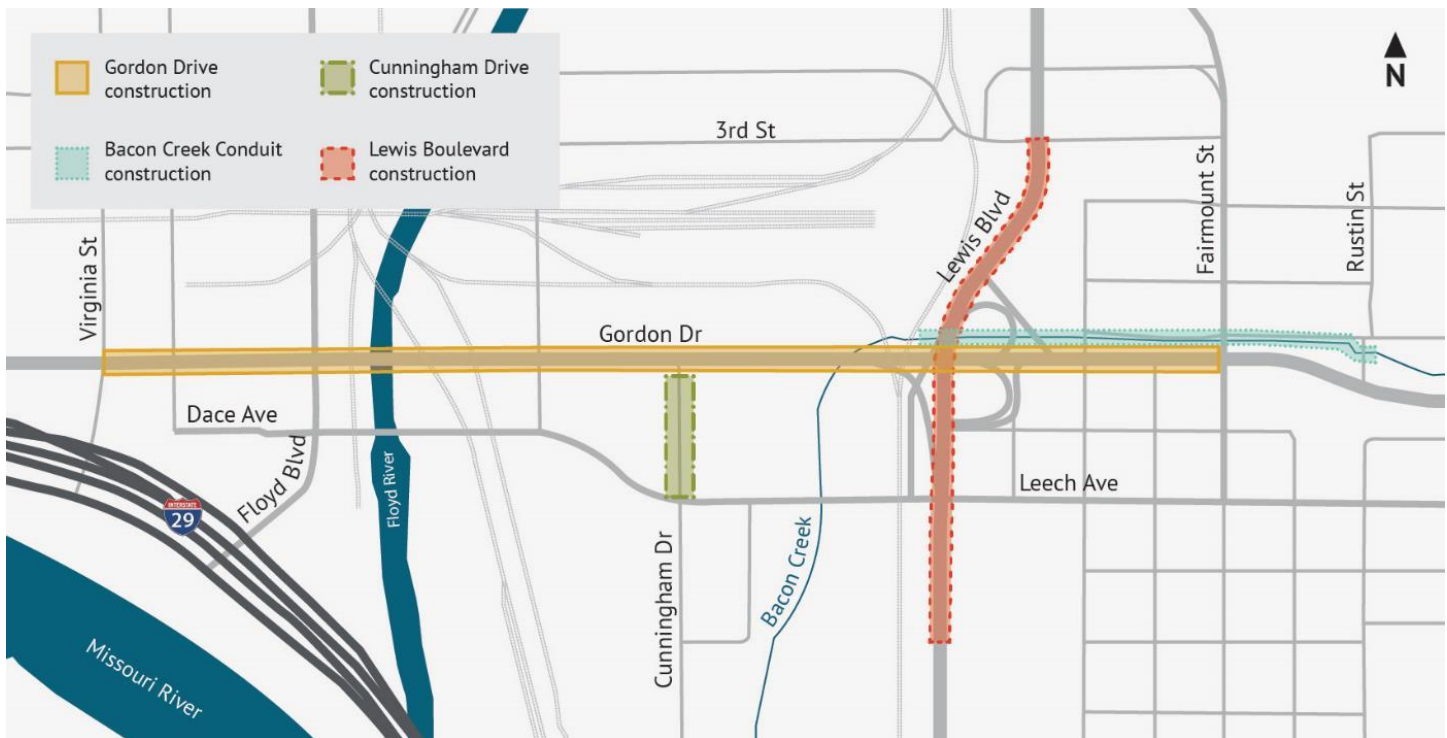 Gordon Drive
construction
Cunningham Drive
construction
Bacon Creek Conduit
construction
Lewis Boulevard
construction
N
3rd St
Virginia St
Lewis Blvd
Fairmount St
Rustin St
Gordon Dr
Dace Ave
Floyd Blvd
Floyd River
INTERSTATE
29
Leech Ave
Cunningham Dr
Bacon Creek
Missouri River